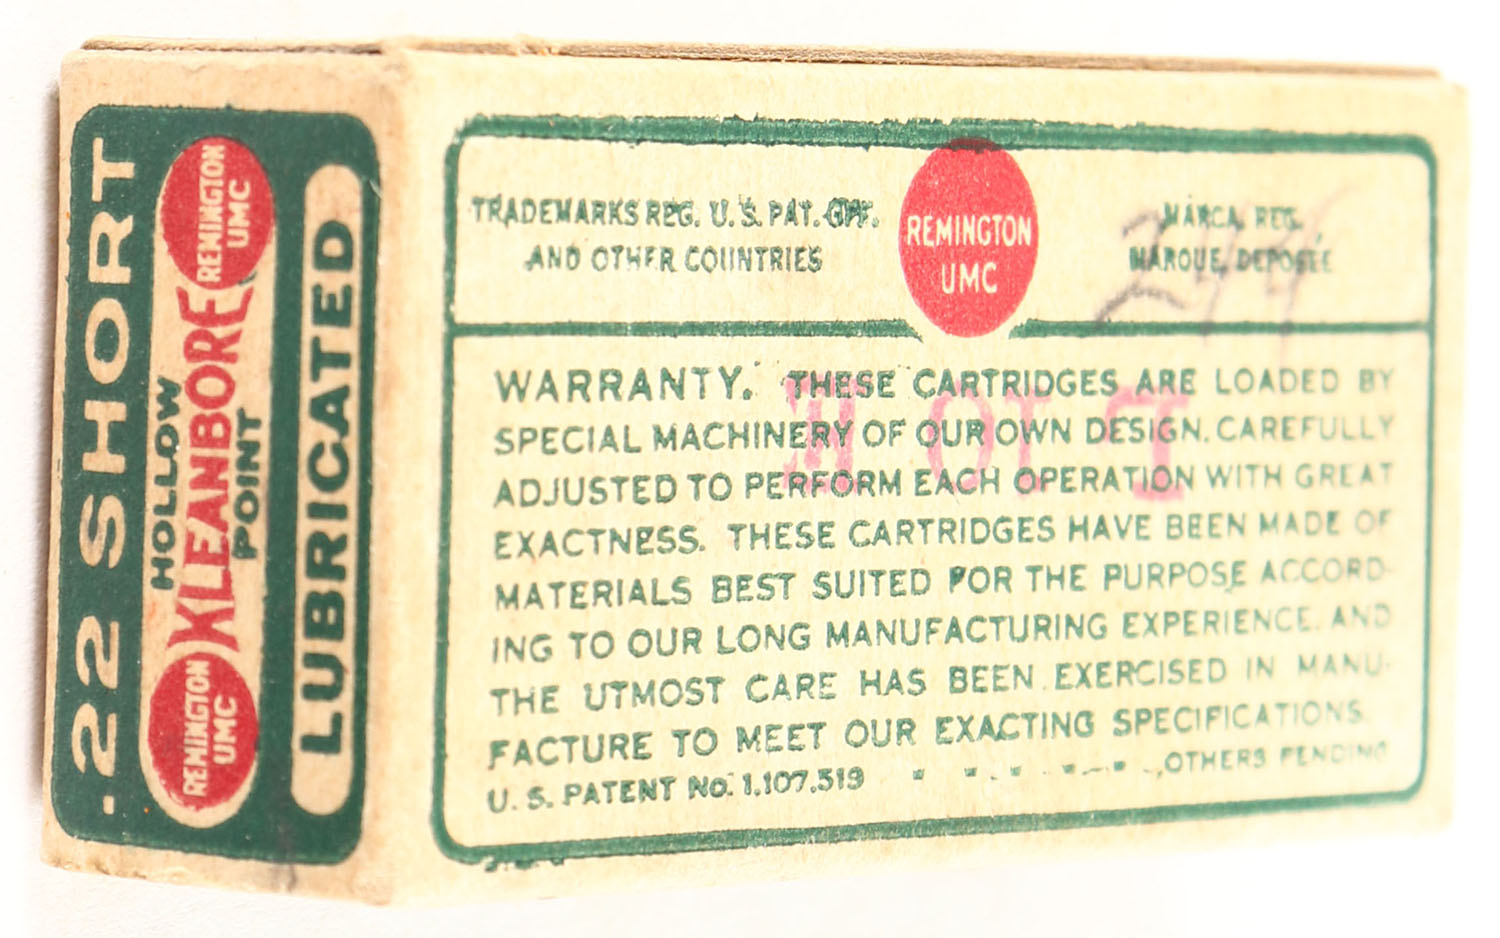 .22 SHORT
HOLLOW
REMINGTON
UMC
KLEANBORE
REMINGTON
UMC
POINT
LUBRICATED
TRADEMARKS REG. U.S. PAT. OFF.
AND OTHER COUNTRIES
REMINGTON
UMC
MARCA REG.
MARQUE DEPOSEE
WARRANTY. THESE CARTRIDGES ARE LOADED BY
SPECIAL MACHINERY OF OUR OWN DESIGN. CAREFULLY
ADJUSTED TO PERFORM EACH OPERATION WITH GREAT
EXACTNESS. THESE CARTRIDGES HAVE BEEN MADE OF
MATERIALS BEST SUITED FOR THE PURPOSE ACCORD-
ING TO OUR LONG MANUFACTURING EXPERIENCE. AND
THE UTMOST CARE HAS BEEN EXERCISED IN MANU-
FACTURE TO MEET OUR EXACTING SPECIFICATIONS.
U.S. PATENT No. 1,107,519 OTHERS PENDING